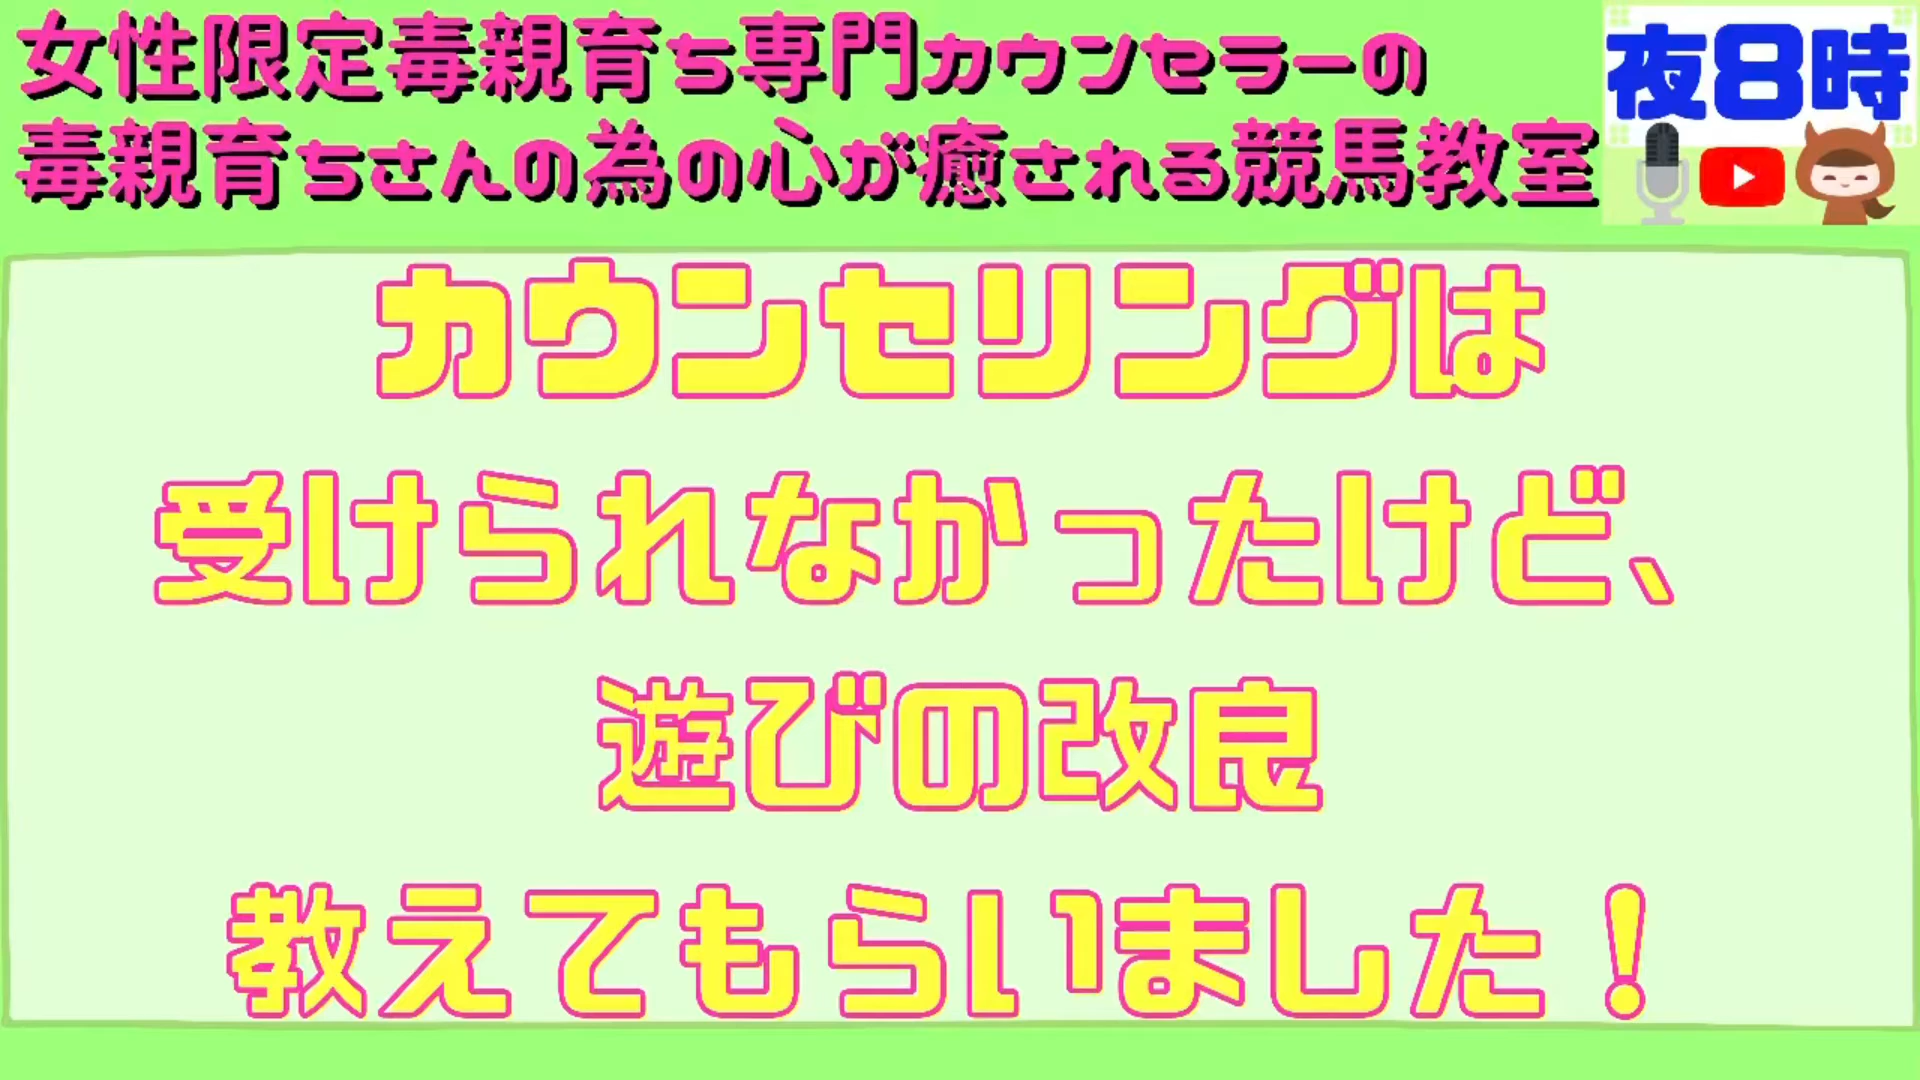 女性限定毒親育ち専門カウンセラーの
毒親育ちさんの為の心が癒される競馬教室
夜8時
カウンセリングは
受けられなかったけど、
遊びの改良
教えてもらいました！